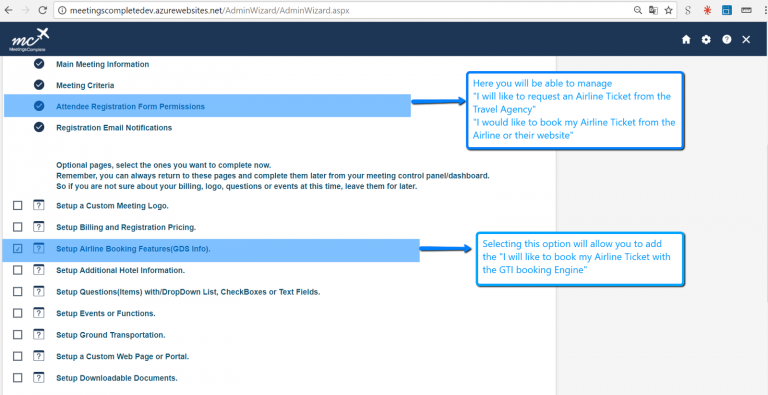 meetingscompletedev.azurewebsites.net/AdminWizard/AdminWizard.aspx
mc
MeetingsComplete
Main Meeting Information
Meeting Criteria
Attendee Registration Form Permissions
Registration Email Notifications
Here you will be able to manage
"I will like to request an Airline Ticket from the
Travel Agency"
"I would like to book my Airline Ticket from the
Airline or their website"
Optional pages, select the ones you want to complete now.
Remember, you can always return to these pages and complete them later from your meeting control panel/dashboard.
So if you are not sure about your billing, logo, questions or events at this time, leave them for later.
Setup a Custom Meeting Logo.
Setup Billing and Registration Pricing.
Setup Airline Booking Features(GDS Info).
Setup Additional Hotel Information.
Setup Questions(Items) with/DropDown List, CheckBoxes or Text Fields.
Setup Events or Functions.
Setup Ground Transportation.
Setup a Custom Web Page or Portal.
Setup Downloadable Documents.
Selecting this option will allow you to add
the "I will like to book my Airline Ticket with
the GTI booking Engine"